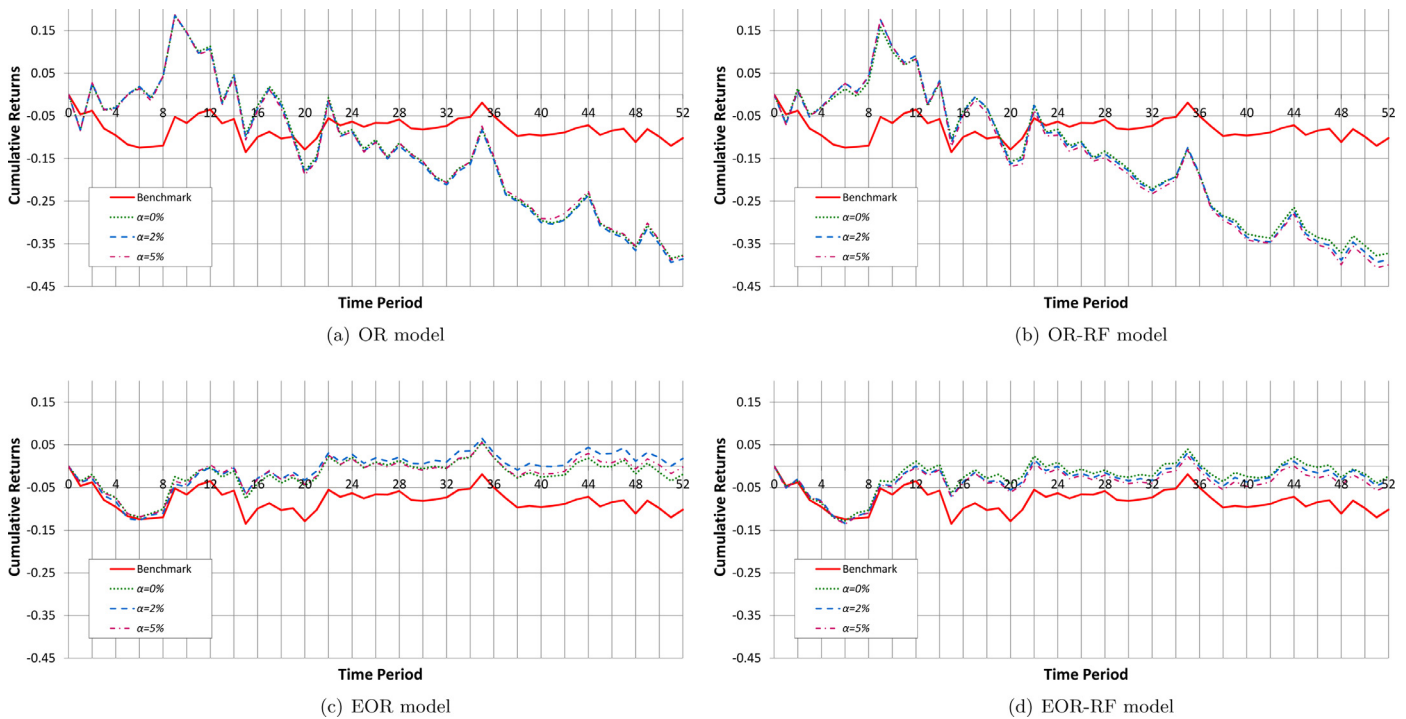 0.15
0.05
-0.05
-0.15
-0.25
-0.35
-0.45
Cumulative Returns
0 4 8 12 16 20 24 28 32 36 40 44 48 52
Benchmark
α=0%
α=2%
α=5%
Time Period
(a) OR model
0.15
0.05
-0.05
-0.15
-0.25
-0.35
-0.45
Cumulative Returns
0 4 8 12 16 20 24 28 32 36 40 44 48 52
Benchmark
α=0%
α=2%
α=5%
Time Period
(b) OR-RF model
0.15
0.05
-0.05
-0.15
-0.25
-0.35
-0.45
Cumulative Returns
0 4 8 12 16 20 24 28 32 36 40 44 48 52
Benchmark
α=0%
α=2%
α=5%
Time Period
(c) EOR model
0.15
0.05
-0.05
-0.15
-0.25
-0.35
-0.45
Cumulative Returns
0 4 8 12 16 20 24 28 32 36 40 44 48 52
Benchmark
α=0%
α=2%
α=5%
Time Period
(d) EOR-RF model